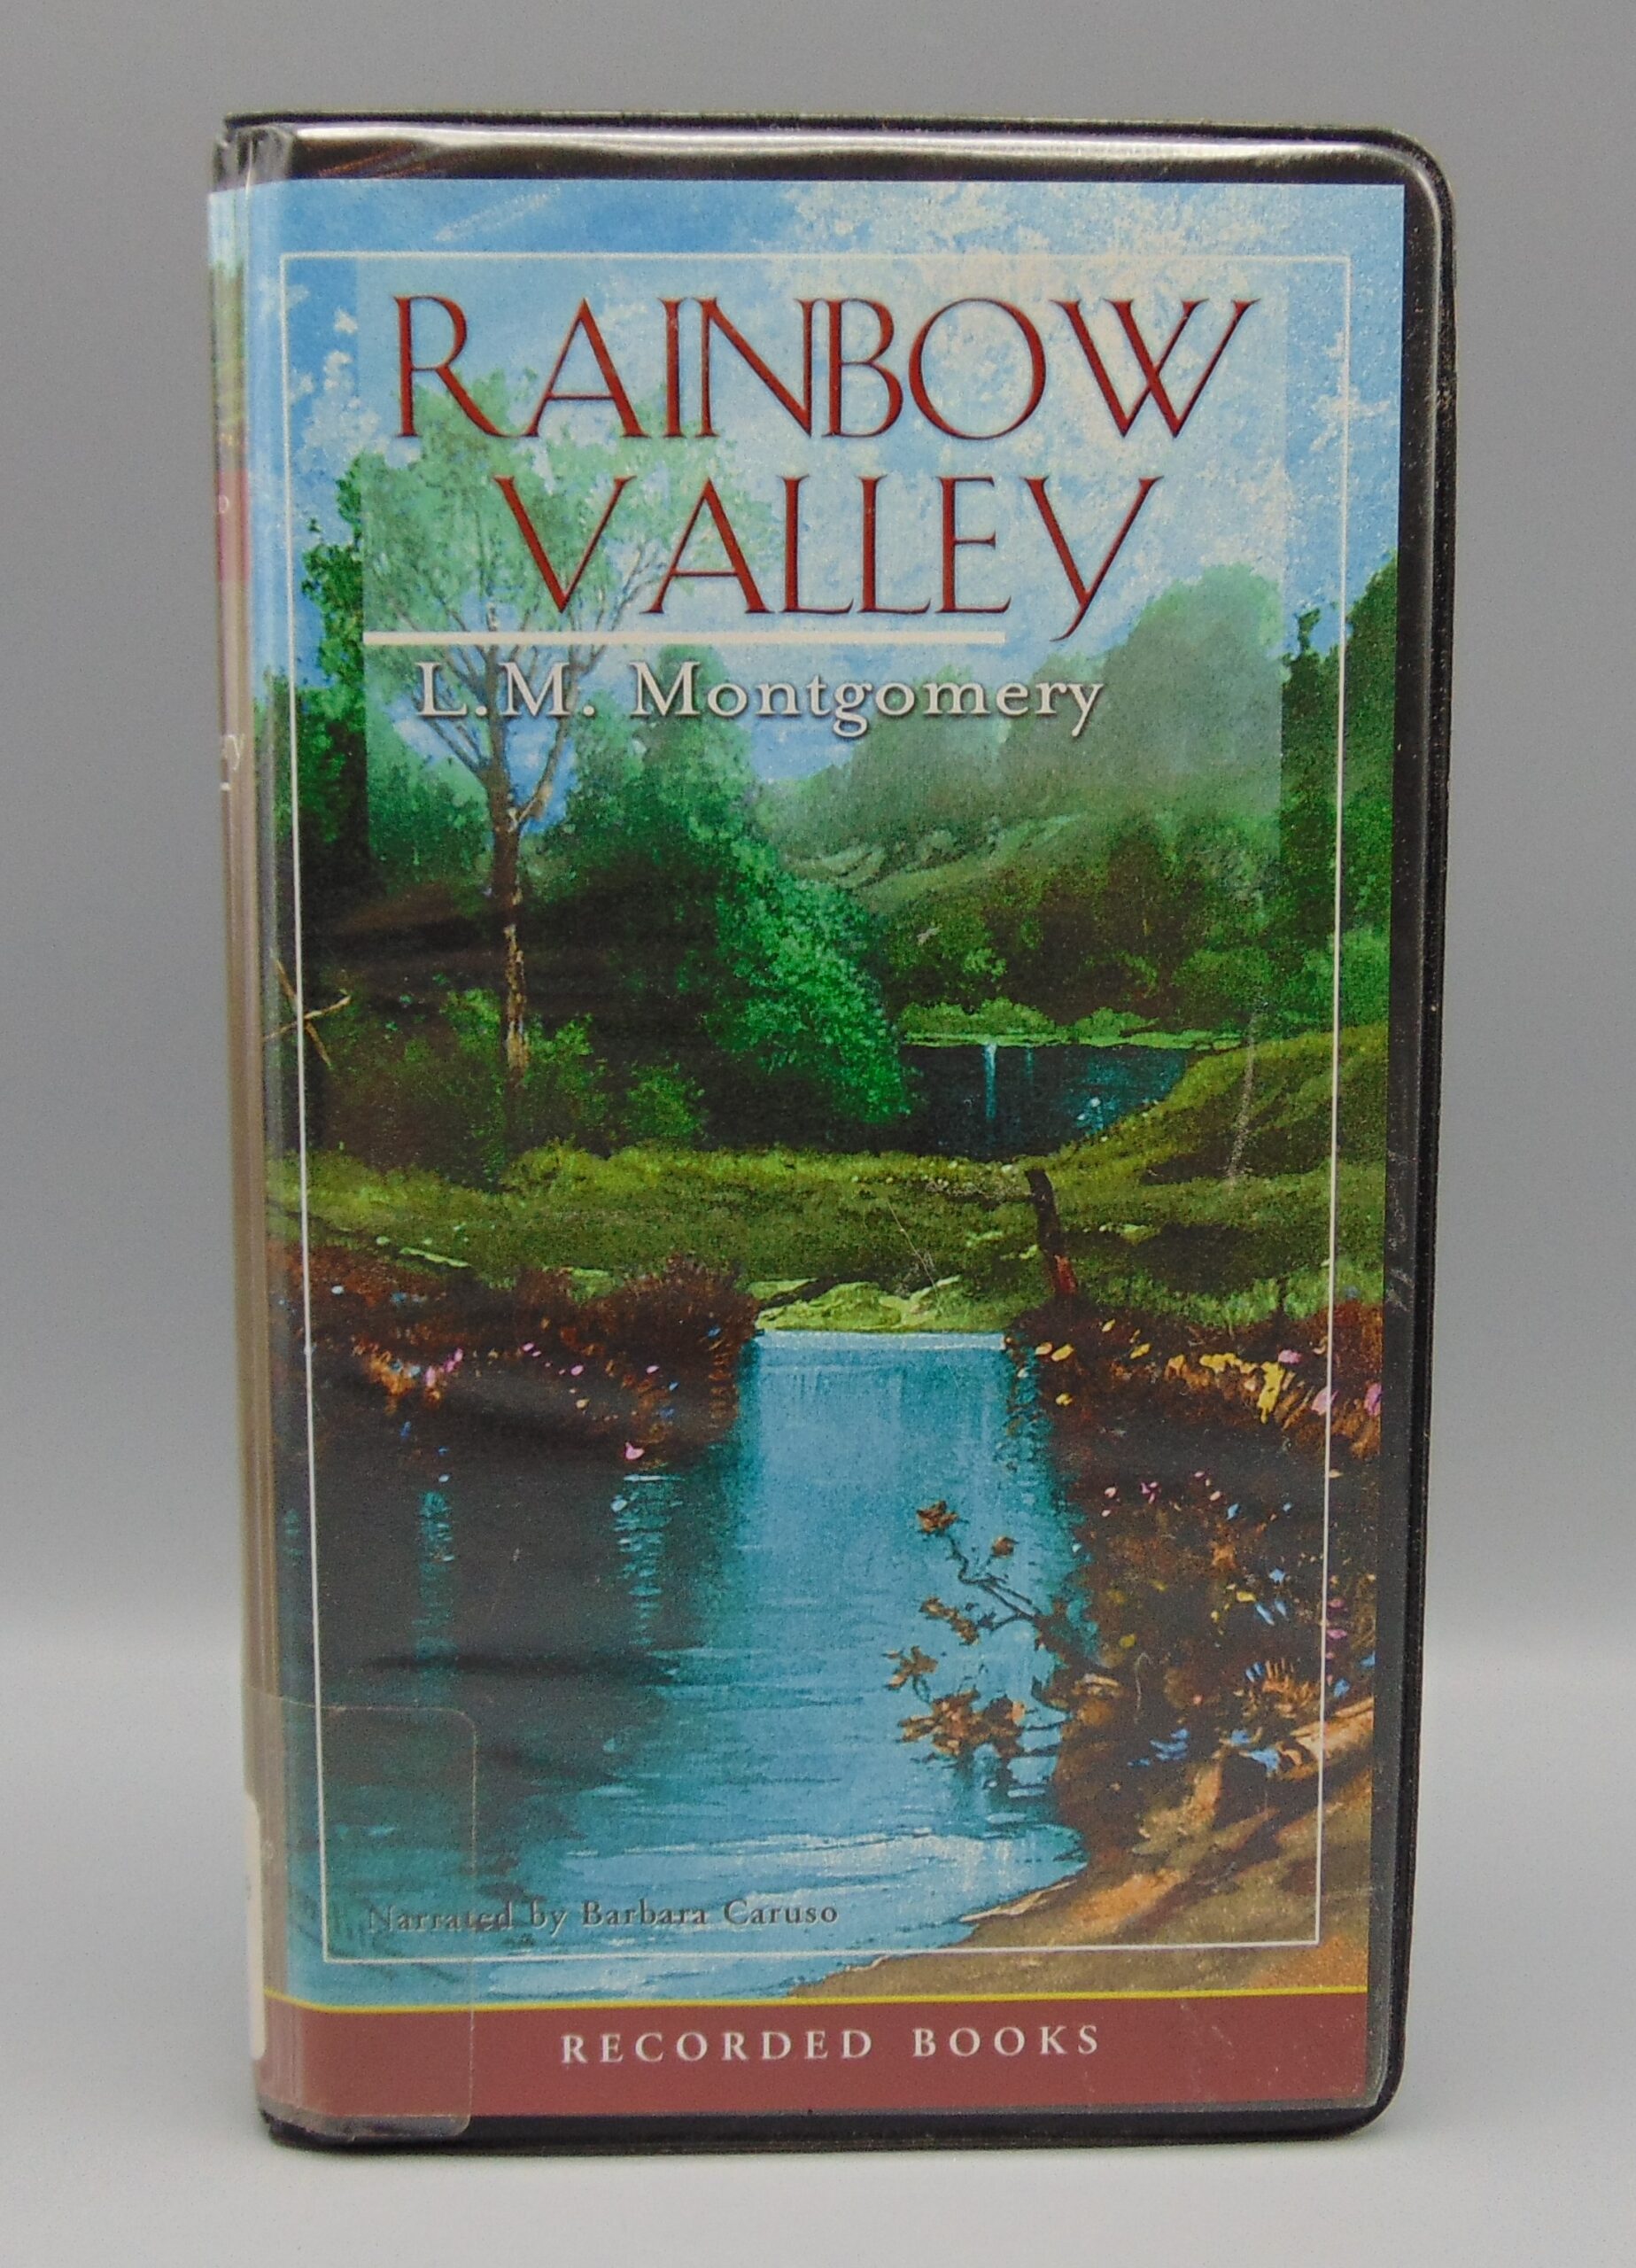 RAINBOW
VALLEY
L.M. Montgomery
Narrated by Barbara Caruso
RECORDED BOOKS